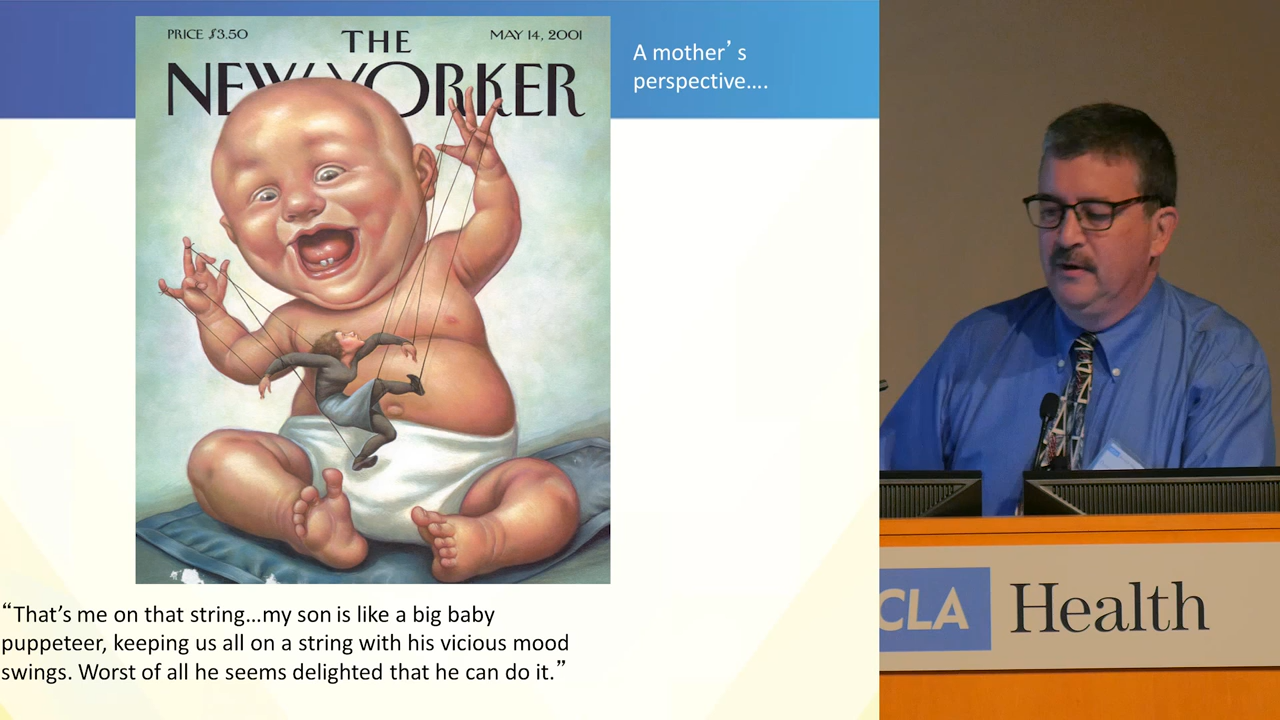 PRICE $3.50
THE
MAY 14, 2001
NEW YORKER
A mother's
perspective....
“That’s me on that string...my son is like a big baby
puppeteer, keeping us all on a string with his vicious mood
swings. Worst of all he seems delighted that he can do it.”
CLA Health